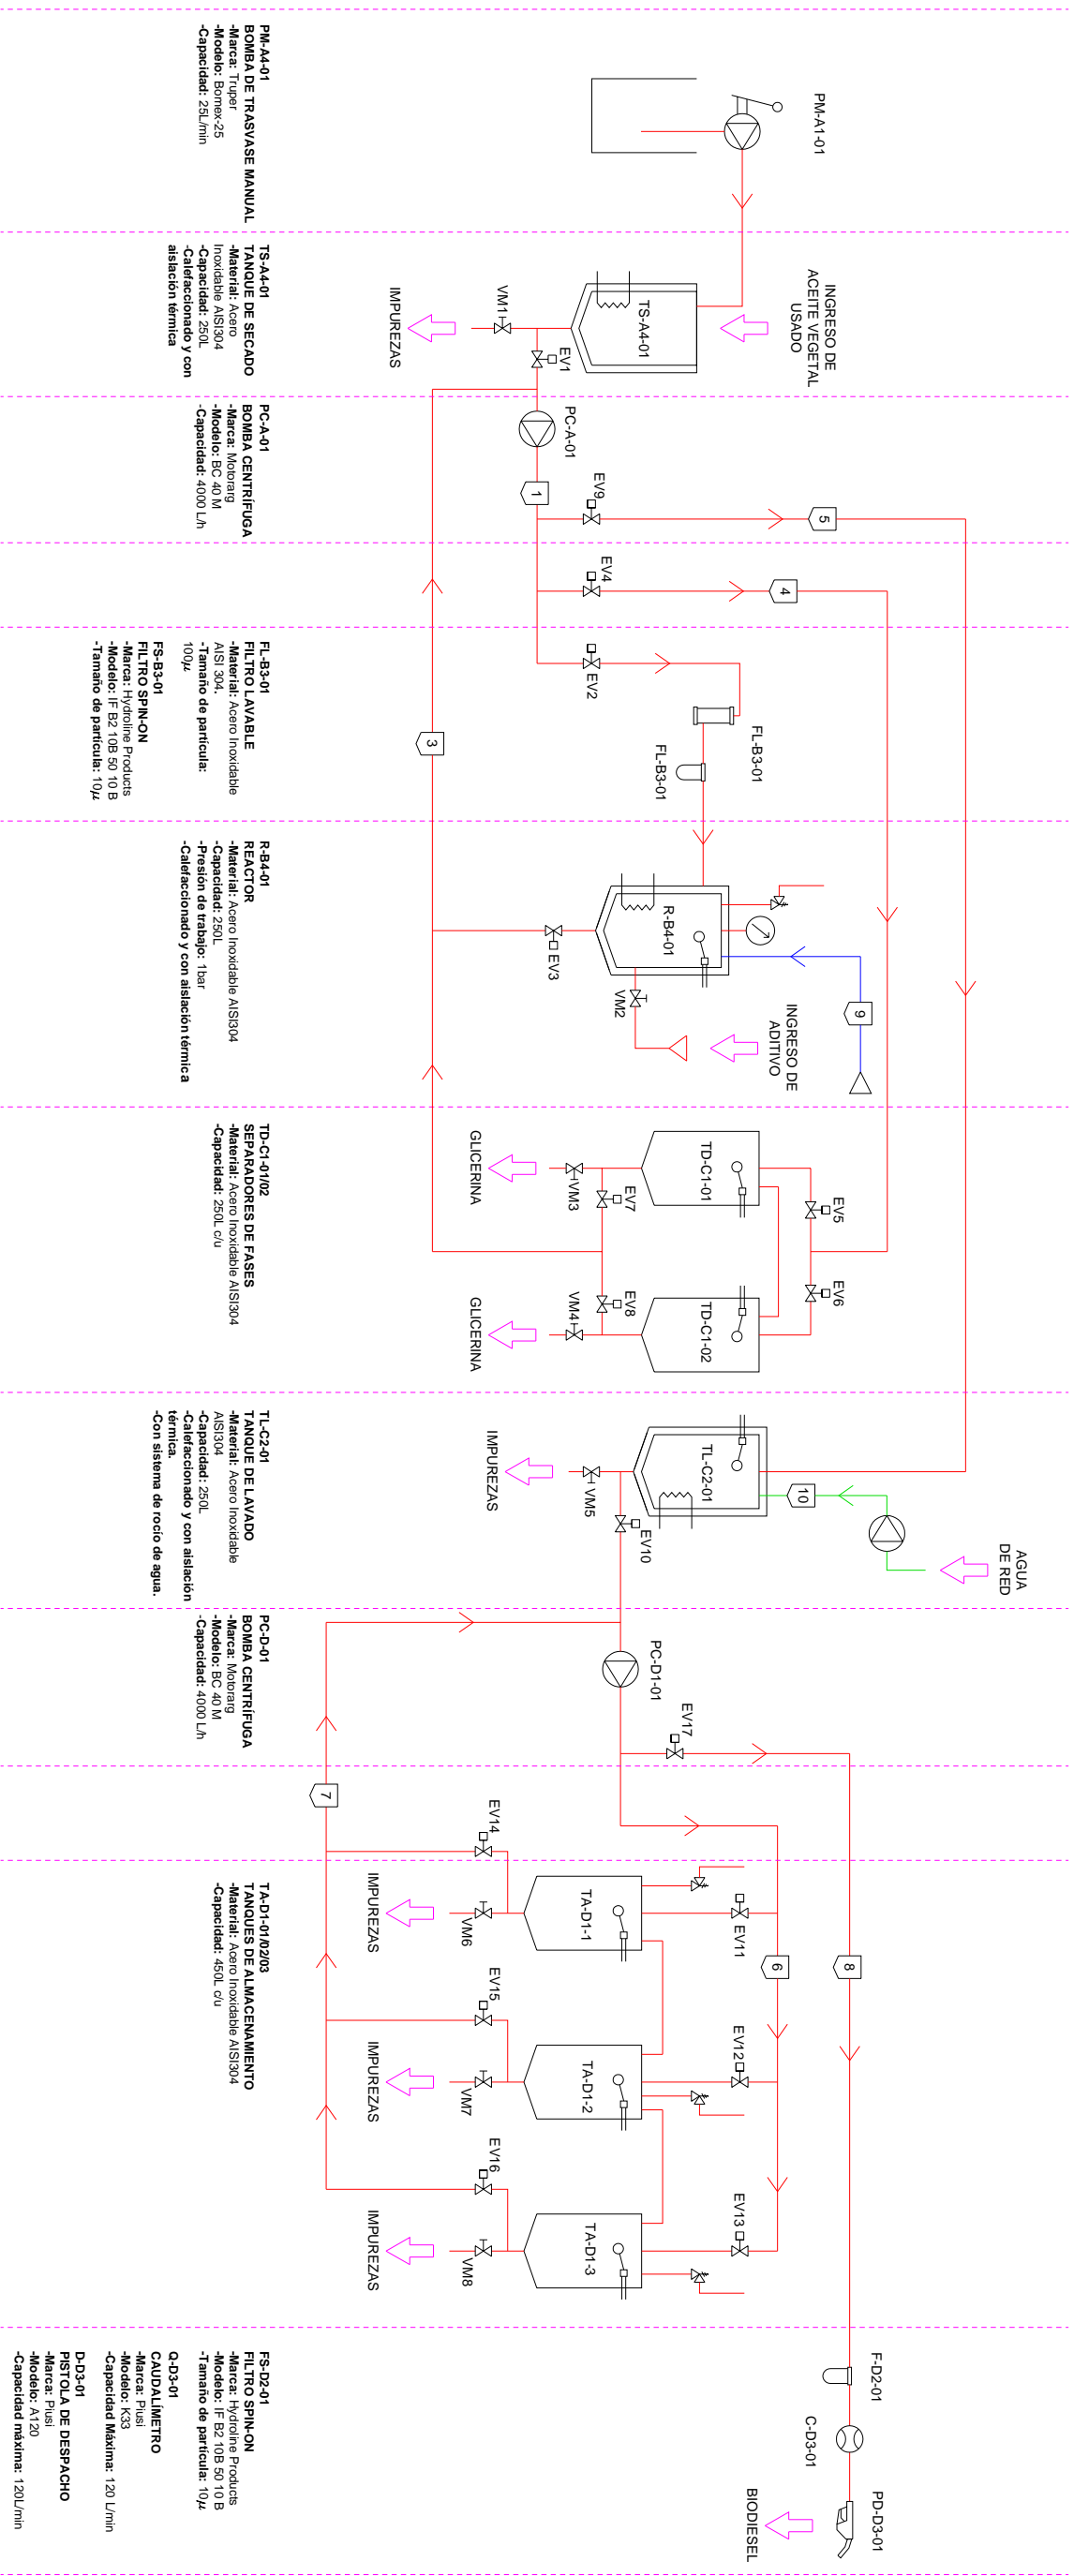 PM-A1-01
INGRESO DE
ACEITE VEGETAL
USADO
TS-A4-01
VM1
EV1
IMPUREZAS
PC-A-01
1
EV9
5
EV4
4
EV2
FL-B3-01
FL-B3-01
3
R-B4-01
EV3
VM2
INGRESO DE
ADITIVO
9
TD-C1-01
EV5
EV7
VM3
GLICERINA
EV6
TD-C1-02
EV8
VM4
GLICERINA
AGUA
DE RED
10
TL-C2-01
VM5
EV10
IMPUREZAS
PC-D1-01
EV17
7
8
6
EV14
EV11
TA-D1-1
VM6
IMPUREZAS
EV15
EV12
TA-D1-2
VM7
IMPUREZAS
EV16
EV13
TA-D1-3
VM8
IMPUREZAS
F-D2-01
C-D3-01
PD-D3-01
BIODIESEL
PM-A4-01
BOMBA DE TRASVASE MANUAL
-Marca: Truper
-Modelo: Bomex-25
-Capacidad: 25L/min
TS-A4-01
TANQUE DE SECADO
-Material: Acero
Inoxidable AISI304
-Capacidad: 250L
-Calefaccionado y con
aislación térmica
PC-A-01
BOMBA CENTRÍFUGA
-Marca: Motorarg
-Modelo: BC 40 M
-Capacidad: 4000 L/h
FL-B3-01
FILTRO LAVABLE
-Material: Acero Inoxidable
AISI 304.
-Tamaño de partícula:
100µ
FS-B3-01
FILTRO SPIN-ON
-Marca: Hydroline Products
-Modelo: IF B2 10B 50 10 B
-Tamaño de partícula: 10µ
R-B4-01
REACTOR
-Material: Acero Inoxidable AISI304
-Capacidad: 250L
-Presión de trabajo: 1bar
-Calefaccionado y con aislación térmica
TD-C1-01/02
SEPARADORES DE FASES
-Material: Acero Inoxidable AISI304
-Capacidad: 250L c/u
TL-C2-01
TANQUE DE LAVADO
-Material: Acero Inoxidable
AISI304
-Capacidad: 250L
-Calefaccionado y con aislación
térmica.
-Con sistema de rocío de agua.
PC-D-01
BOMBA CENTRÍFUGA
-Marca: Motorarg
-Modelo: BC 40 M
-Capacidad: 4000 L/h
TA-D1-01/02/03
TANQUES DE ALMACENAMIENTO
-Material: Acero Inoxidable AISI304
-Capacidad: 450L c/u
FS-D2-01
FILTRO SPIN-ON
-Marca: Hydroline Products
-Modelo: IF B2 10B 50 10 B
-Tamaño de partícula: 10µ
Q-D3-01
CAUDALÍMETRO
-Marca: Piusi
-Modelo: K33
-Capacidad Máxima: 120 L/min
D-D3-01
PISTOLA DE DESPACHO
-Marca: Piusi
-Modelo: A120
-Capacidad máxima: 120L/min